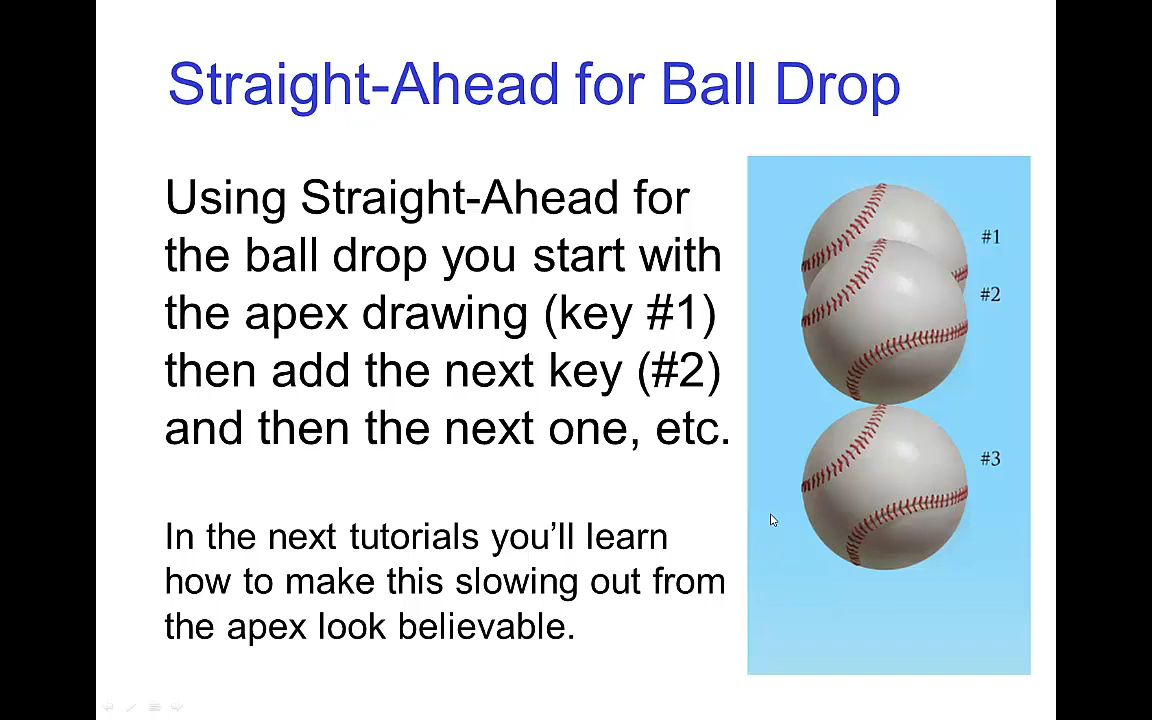 Straight-Ahead for Ball Drop
Using Straight-Ahead for
the ball drop you start with
the apex drawing (key #1)
then add the next key (#2)
and then the next one, etc.
In the next tutorials you’ll learn
how to make this slowing out from
the apex look believable.
#1
#2
#3